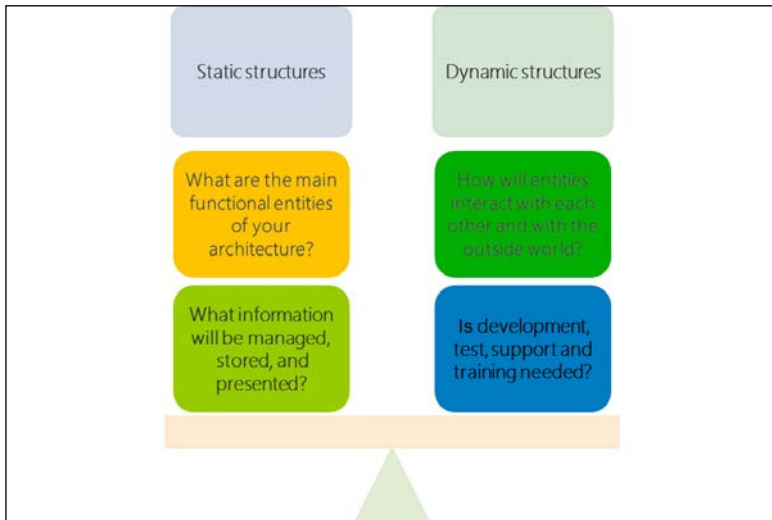 Static structures
Dynamic structures
What are the main
functional entities
of your
architecture?
How will entities
interact with each
other and with the
outside world?
What information
will be managed,
stored, and
presented?
Is development,
test, support and
training needed?